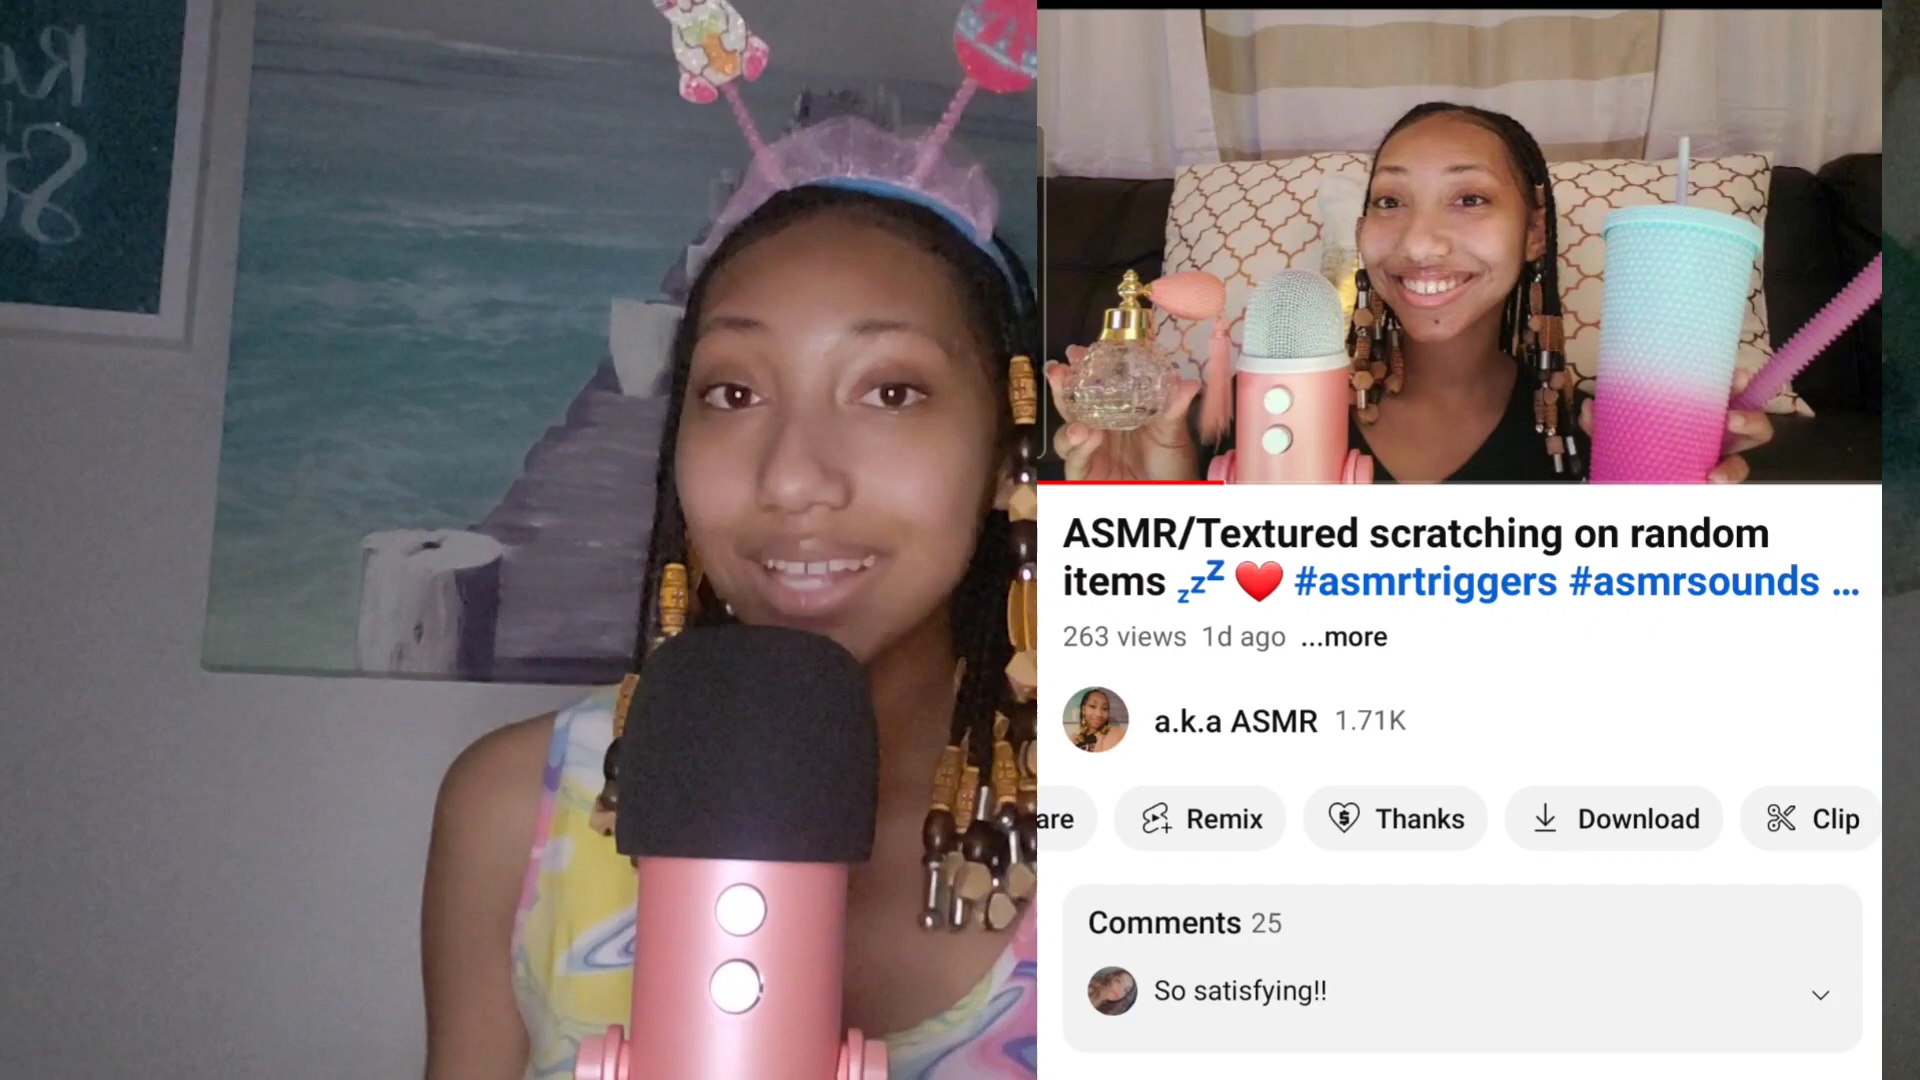 ASMR/Textured scratching on random
items 💤 ❤️ #asmrtriggers #asmrsounds ...
263 views 1d ago ...more
a.k.a ASMR 1.71K
are Remix Thanks Download Clip
Comments 25
So satisfying!!